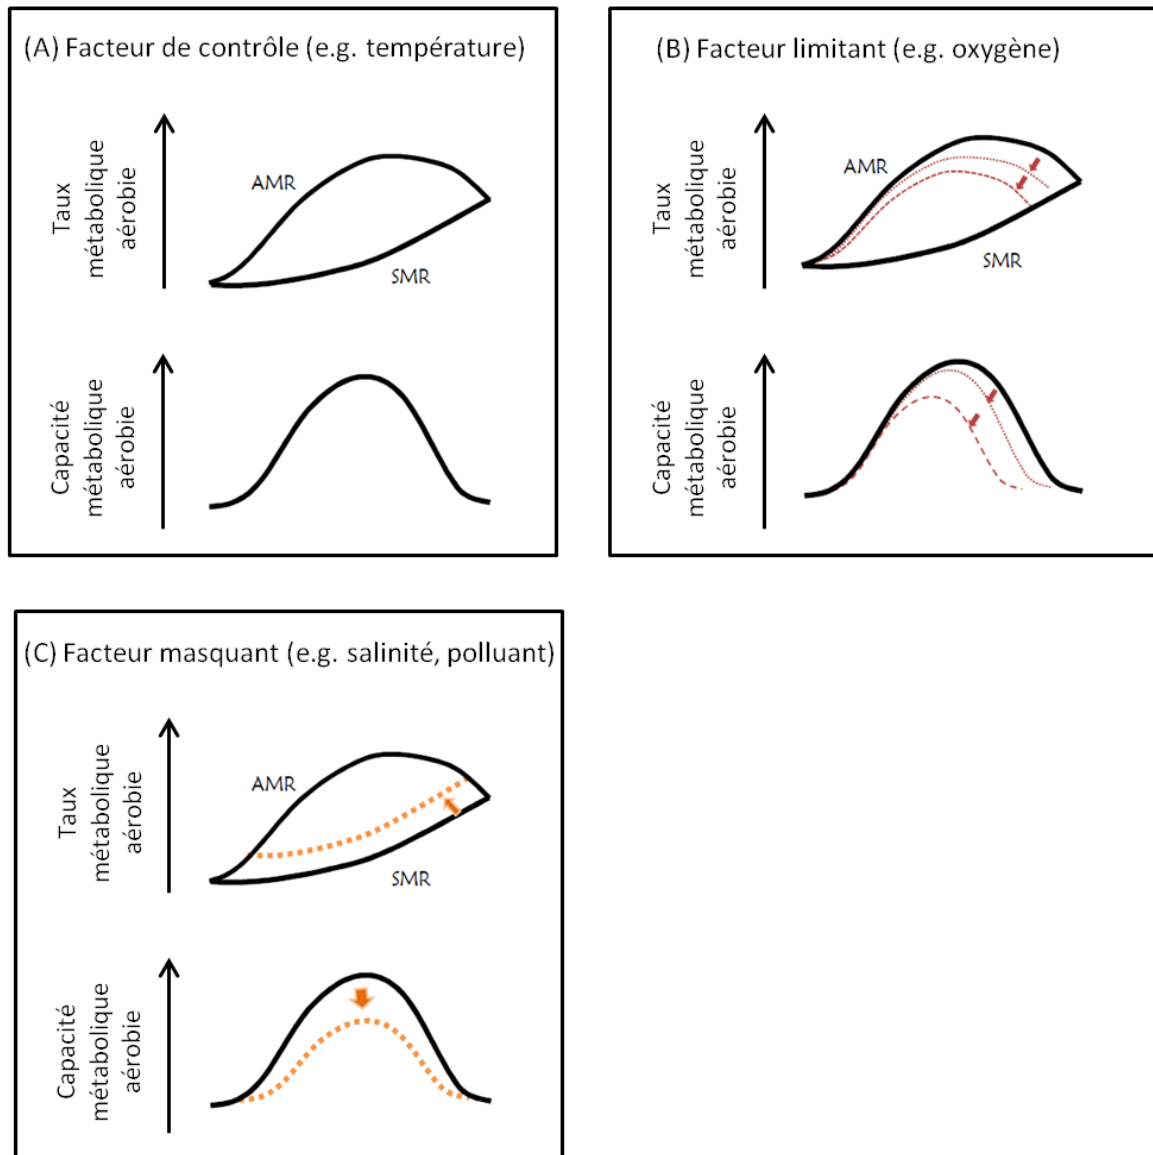 (A) Facteur de contrôle (e.g. température)
Taux
métabolique
aérobie
AMR
SMR
Capacité
métabolique
aérobie
(B) Facteur limitant (e.g. oxygène)
Taux
métabolique
aérobie
AMR
SMR
Capacité
métabolique
aérobie
(C) Facteur masquant (e.g. salinité, polluant)
Taux
métabolique
aérobie
AMR
SMR
Capacité
métabolique
aérobie